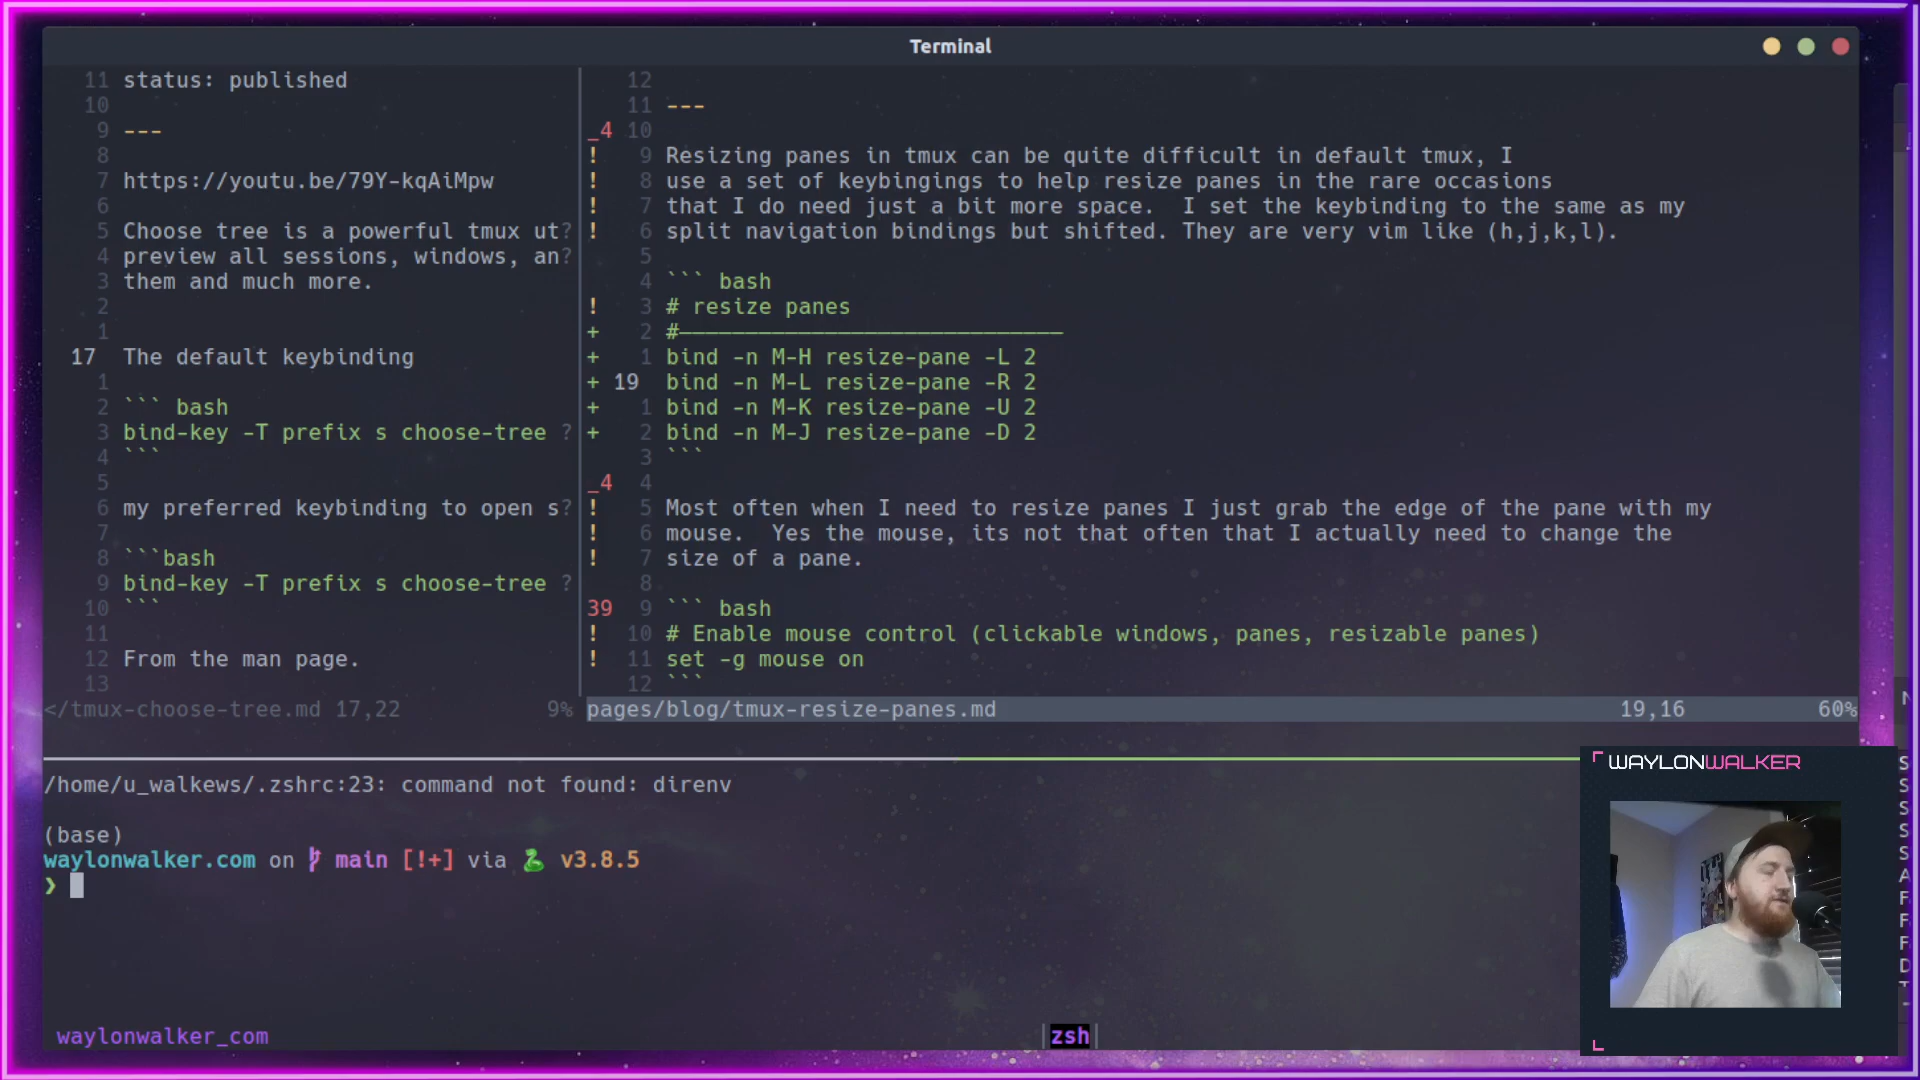 Terminal
11 status: published
10
9 ---
8
7 https://youtu.be/79Y-kqAiMpw
6
5 Choose tree is a powerful tmux ut?
4 preview all sessions, windows, an?
3 them and much more.
2
1
17 The default keybinding
1
2 ``` bash
3 bind-key -T prefix s choose-tree ?
4 ```
5
6 my preferred keybinding to open s?
7
8 ```bash
9 bind-key -T prefix s choose-tree ?
10 ```
11
12 From the man page.
13
</tmux-choose-tree.md 17,22 9%
12
11 ---
_4 10
! 9 Resizing panes in tmux can be quite difficult in default tmux, I
! 8 use a set of keybingings to help resize panes in the rare occasions
! 7 that I do need just a bit more space.  I set the keybinding to the same as my
! 6 split navigation bindings but shifted. They are very vim like (h,j,k,l).
5
4 ``` bash
! 3 # resize panes
+ 2 #─────────────────────────────
+ 1 bind -n M-H resize-pane -L 2
+ 19 bind -n M-L resize-pane -R 2
+ 1 bind -n M-K resize-pane -U 2
+ 2 bind -n M-J resize-pane -D 2
3 ```
_4 4
! 5 Most often when I need to resize panes I just grab the edge of the pane with my
! 6 mouse.  Yes the mouse, its not that often that I actually need to change the
! 7 size of a pane.
8
39 9 ``` bash
! 10 # Enable mouse control (clickable windows, panes, resizable panes)
! 11 set -g mouse on
12 ```
pages/blog/tmux-resize-panes.md 19,16 60%
/home/u_walkews/.zshrc:23: command not found: direnv
(base)
waylonwalker.com on main [!+] via 🐍 v3.8.5
❯
waylonwalker_com |zsh|
WAYLONWALKER